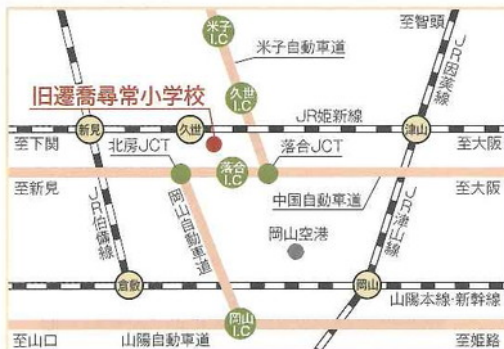 米子I.C
至智頭
米子自動車道
JR因美線
久世I.C
旧遷喬尋常小学校
JR姫新線
新見
久世
津山
至下関
北房JCT
落合JCT
至大阪
落合I.C
至新見
中国自動車道
至大阪
JR伯備線
岡山自動車道
岡山空港
JR津山線
倉敷
岡山
山陽本線・新幹線
岡山I.C
至山口
山陽自動車道
至姫路